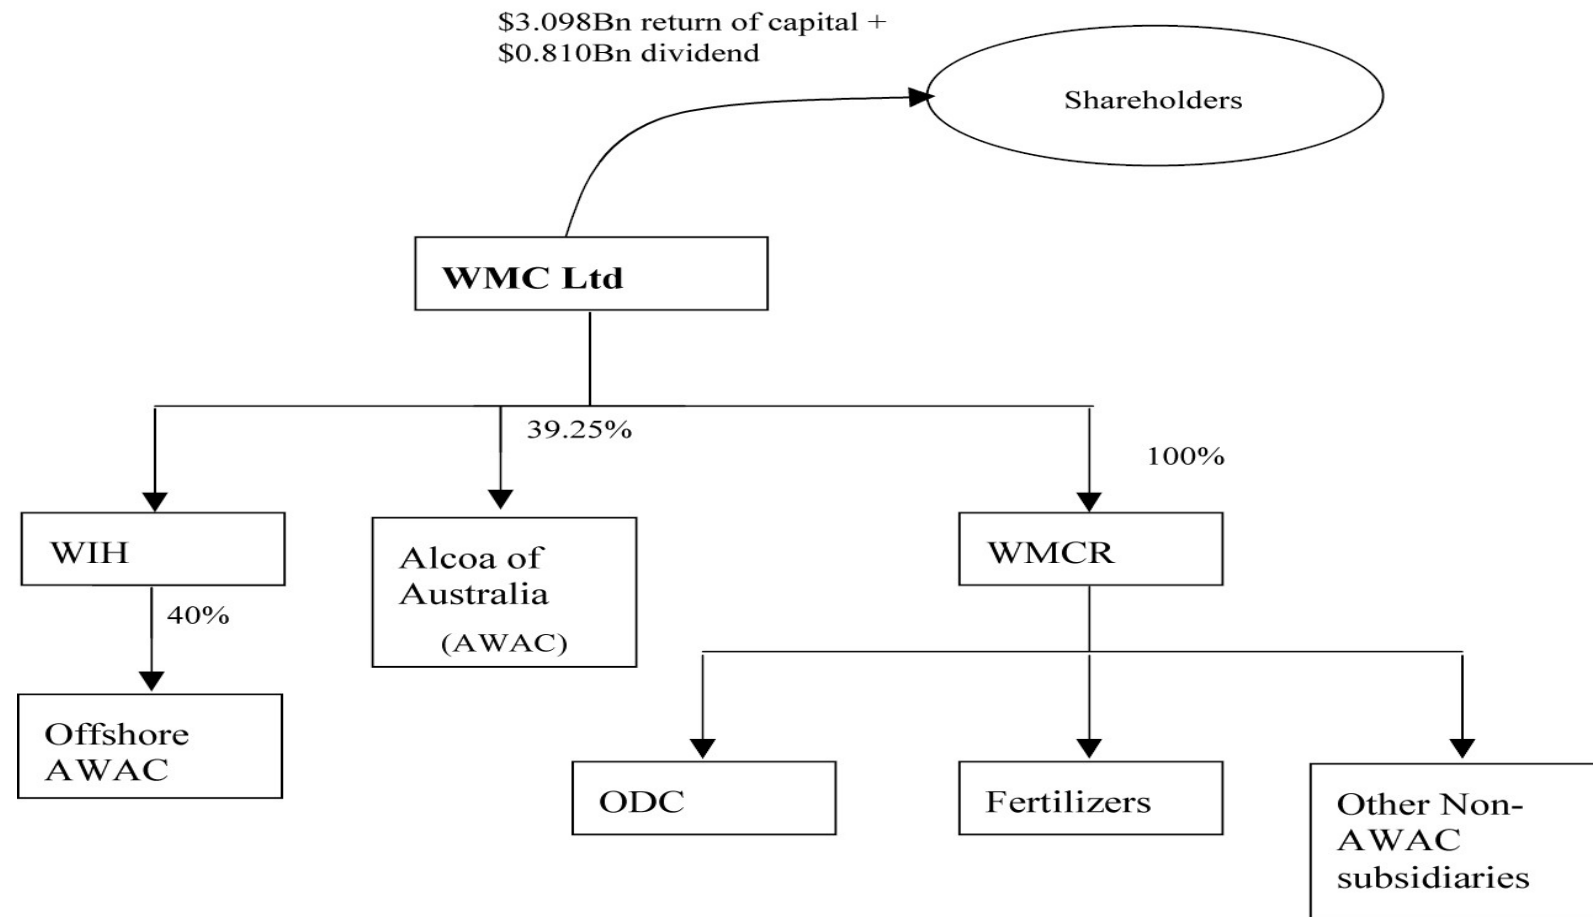 $3.098Bn return of capital +
$0.810Bn dividend
Shareholders
WMC Ltd
39.25%
100%
WIH
Alcoa of
Australia
(AWAC)
WMCR
40%
Offshore
AWAC
ODC
Fertilizers
Other Non-
AWAC
subsidiaries